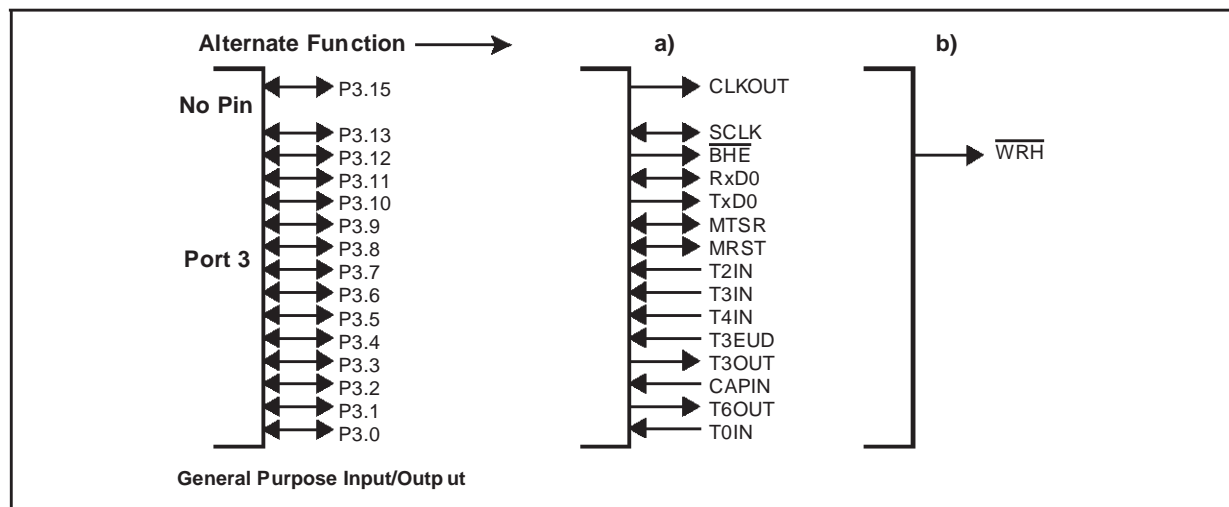 Alternate Function a) b)
P3.15 CLKOUT
No Pin
P3.13 SCLK
P3.12 BHE WRH
P3.11 RxD0
P3.10 TxD0
P3.9 MTSR
P3.8 MRST
Port 3
P3.7 T2IN
P3.6 T3IN
P3.5 T4IN
P3.4 T3EUD
P3.3 T3OUT
P3.2 CAPIN
P3.1 T6OUT
P3.0 T0IN
General Purpose Input/Output